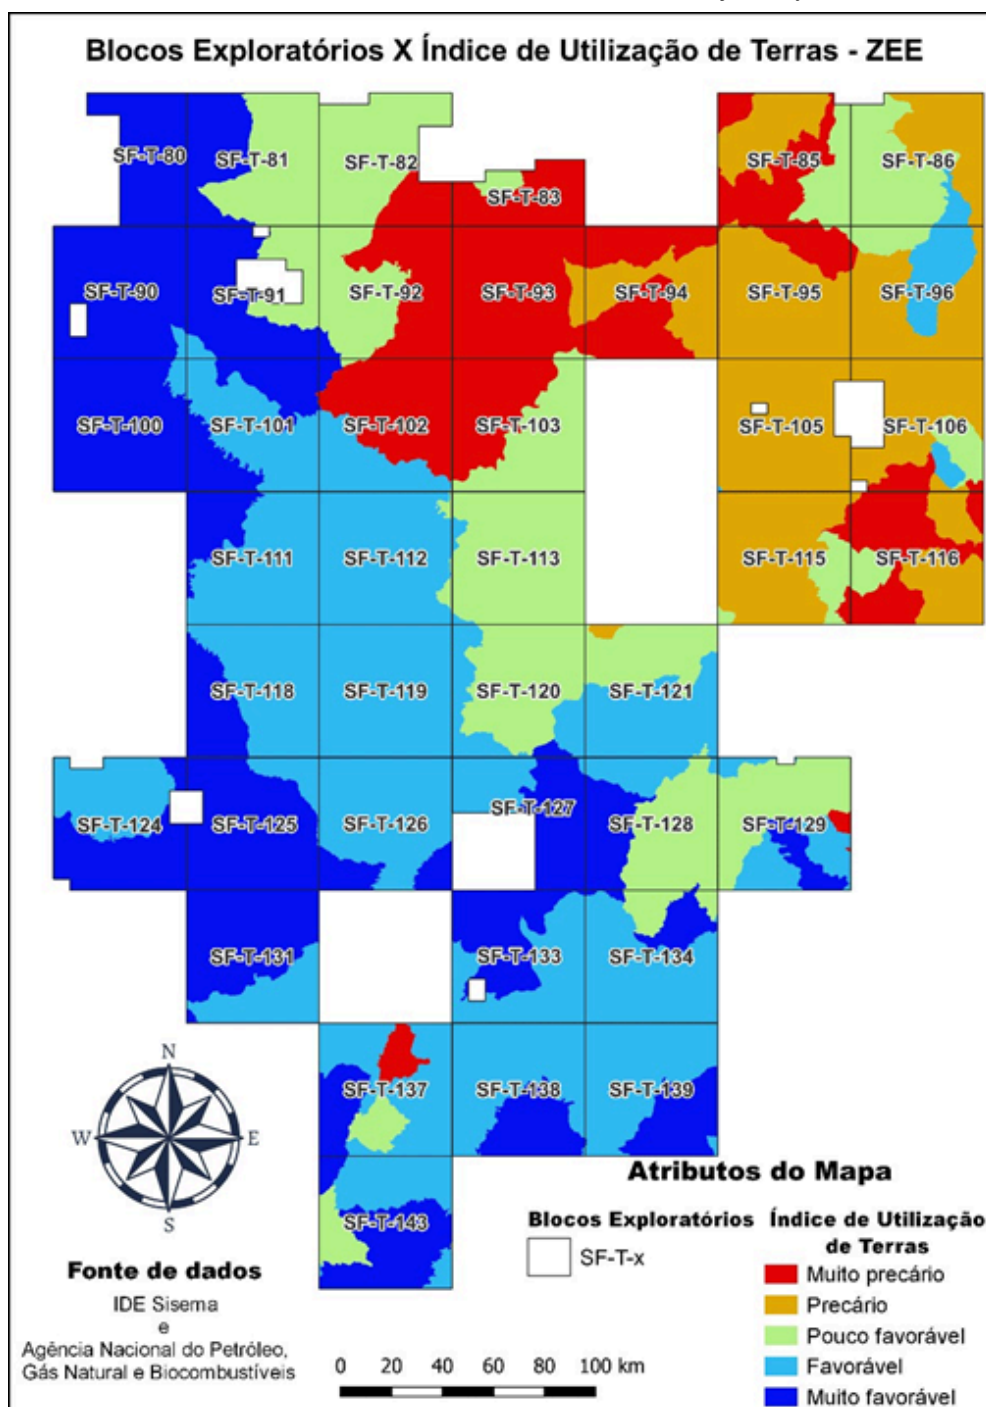 Blocos Exploratórios X Índice de Utilização de Terras - ZEE
SF-T-80
SF-T-81
SF-T-82
SF-T-83
SF-T-85
SF-T-86
SF-T-90
SF-T-91
SF-T-92
SF-T-93
SF-T-94
SF-T-95
SF-T-96
SF-T-100
SF-T-101
SF-T-102
SF-T-103
SF-T-105
SF-T-106
SF-T-111
SF-T-112
SF-T-113
SF-T-115
SF-T-116
SF-T-118
SF-T-119
SF-T-120
SF-T-121
SF-T-124
SF-T-125
SF-T-126
SF-T-127
SF-T-128
SF-T-129
SF-T-131
SF-T-133
SF-T-134
SF-T-137
SF-T-138
SF-T-139
SF-T-143
N
W
E
S
Fonte de dados
IDE Sisema
e
Agência Nacional do Petróleo,
Gás Natural e Biocombustíveis
0 20 40 60 80 100 km
Atributos do Mapa
Blocos Exploratórios
SF-T-x
Índice de Utilização
de Terras
Muito precário
Precário
Pouco favorável
Favorável
Muito favorável